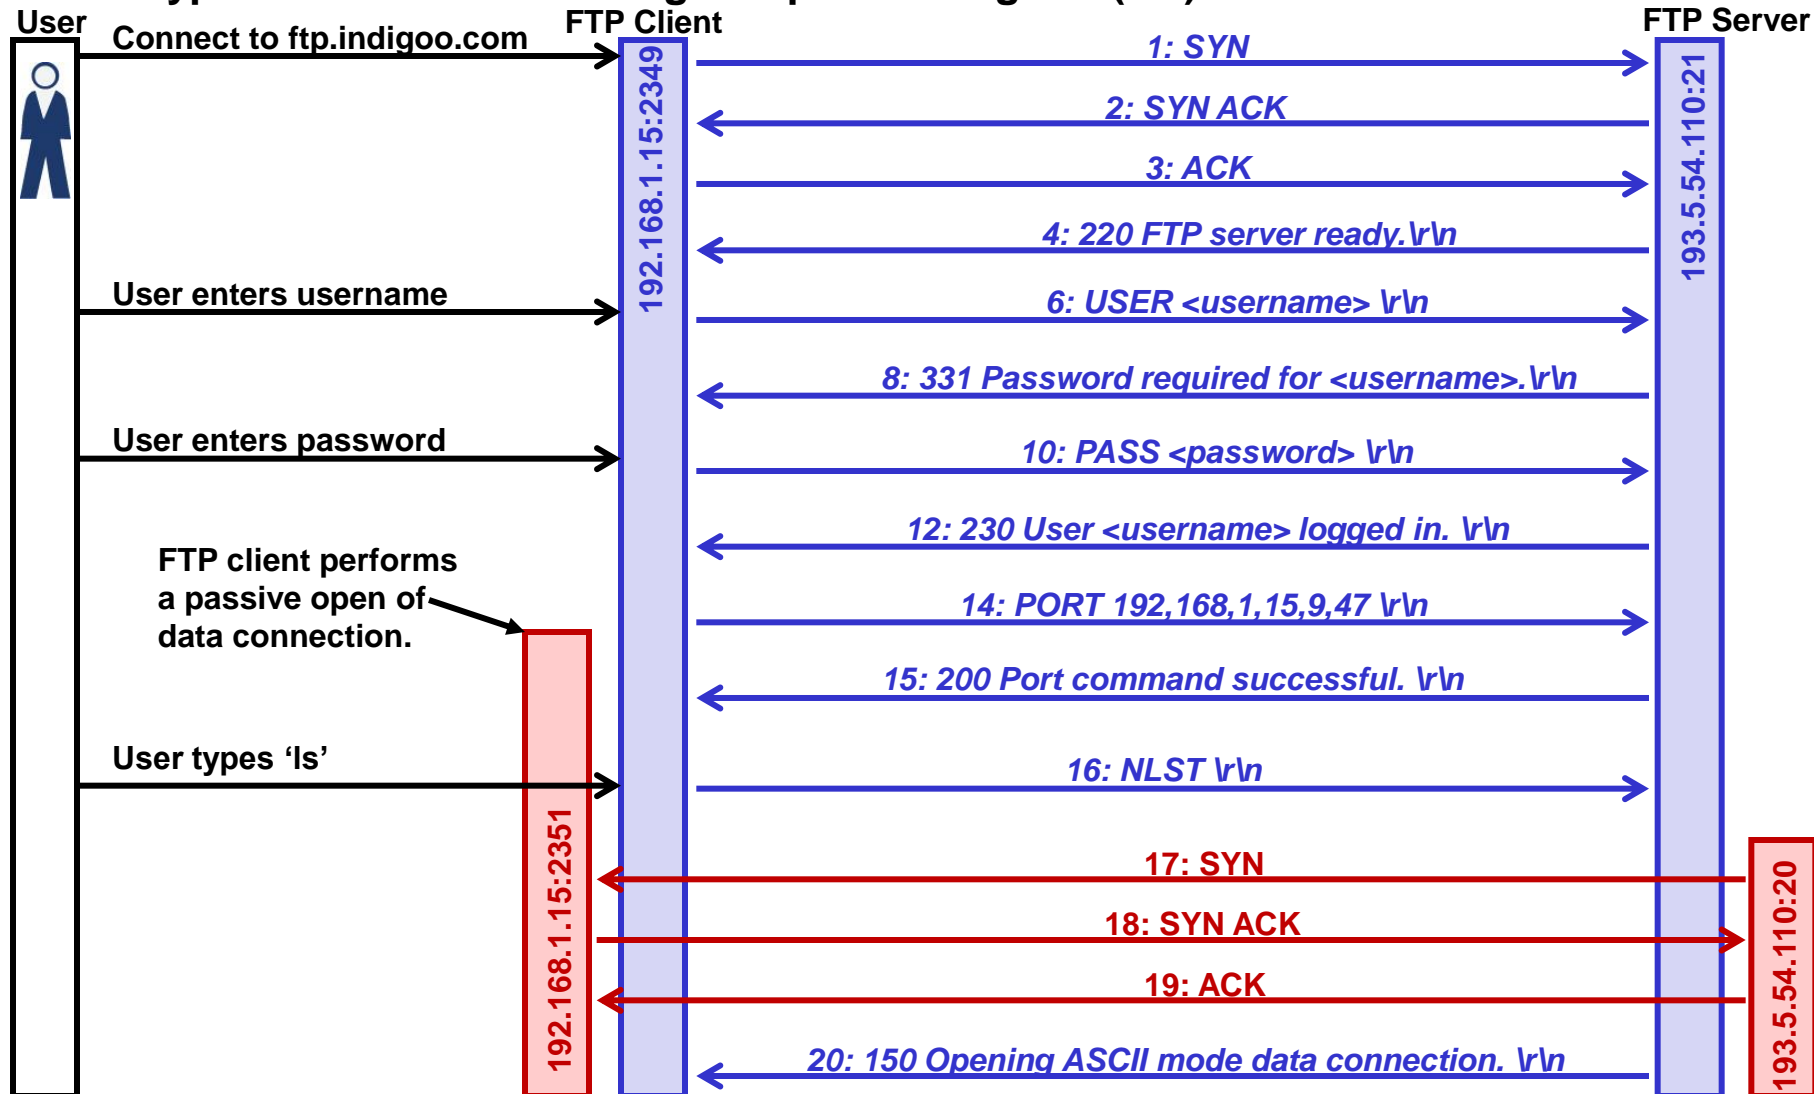 User
FTP Client
FTP Server
Connect to ftp.indigoo.com
1: SYN
192.168.1.15:2349
193.5.54.110:21
2: SYN ACK
3: ACK
4: 220 FTP server ready.\r\n
User enters username
6: USER <username> \r\n
8: 331 Password required for <username>.\r\n
User enters password
10: PASS <password> \r\n
12: 230 User <username> logged in. \r\n
FTP client performs
a passive open of
data connection.
14: PORT 192,168,1,15,9,47 \r\n
15: 200 Port command successful. \r\n
User types ‘ls’
16: NLST \r\n
192.168.1.15:2351
17: SYN
193.5.54.110:20
18: SYN ACK
19: ACK
20: 150 Opening ASCII mode data connection. \r\n